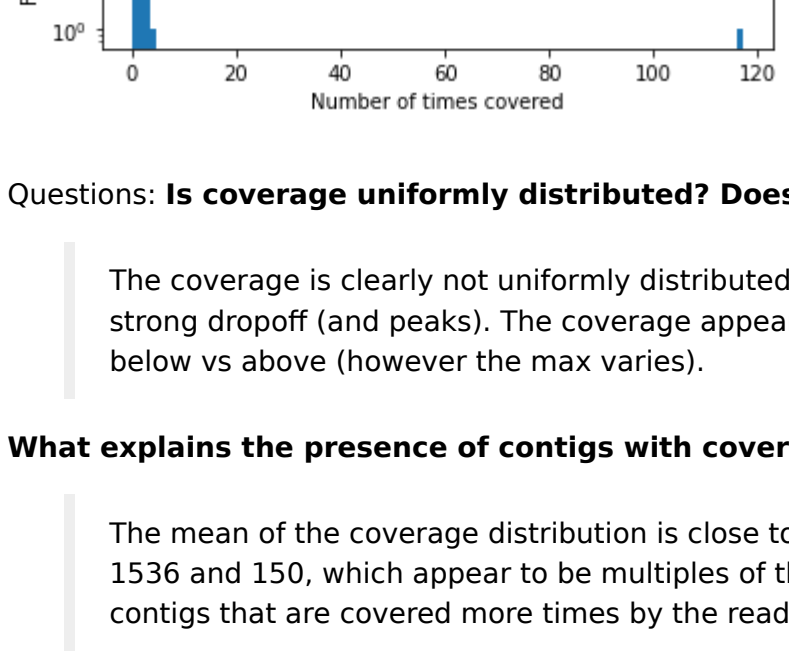 10⁰
0 20 40 60 80 100 120
Number of times covered
Questions: Is coverage uniformly distributed? Does
The coverage is clearly not uniformly distributed
strong dropoff (and peaks). The coverage appea
below vs above (however the max varies).
What explains the presence of contigs with cover
The mean of the coverage distribution is close to
1536 and 150, which appear to be multiples of th
contigs that are covered more times by the read